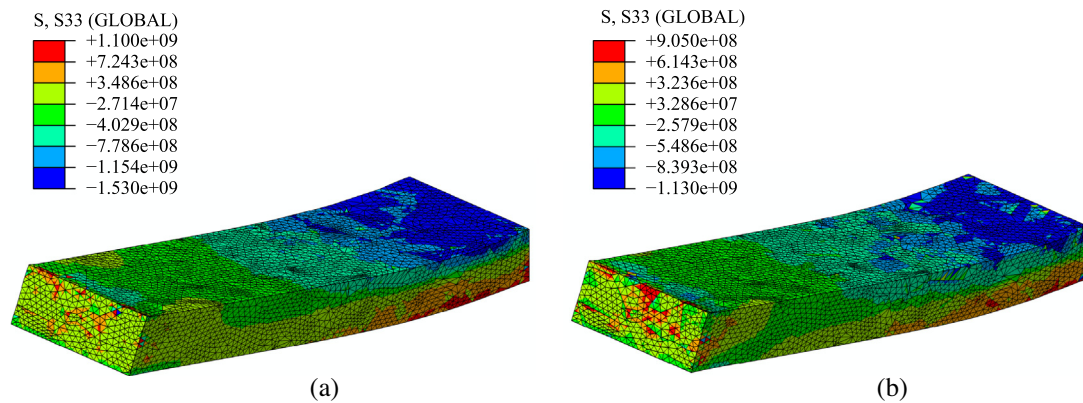 S, S33 (GLOBAL)
+1.100e+09
+7.243e+08
+3.486e+08
−2.714e+07
−4.029e+08
−7.786e+08
−1.154e+09
−1.530e+09
(a)
S, S33 (GLOBAL)
+9.050e+08
+6.143e+08
+3.236e+08
+3.286e+07
−2.579e+08
−5.486e+08
−8.393e+08
−1.130e+09
(b)